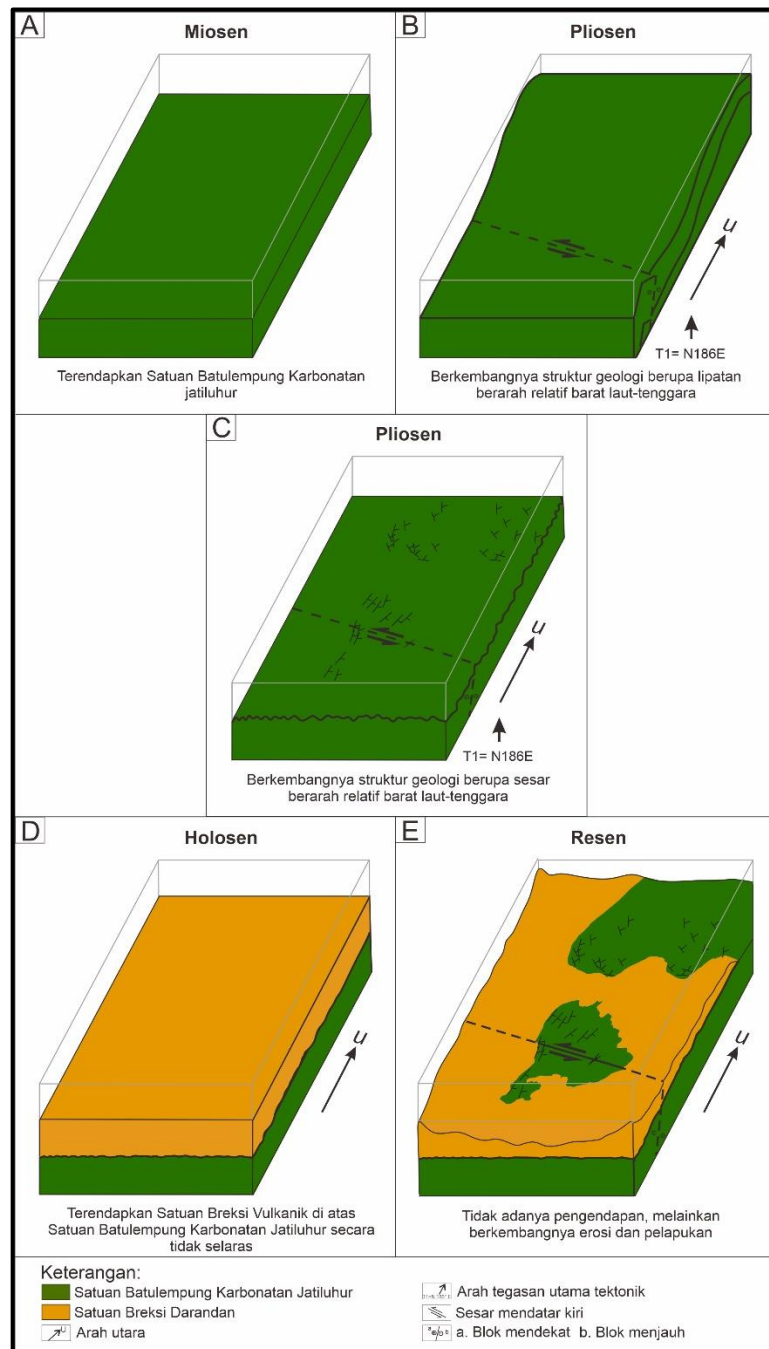 A
Miosen
Terendapkan Satuan Batulempung Karbonatan
jatiluhur
B
Pliosen
u
T1= N186E
Berkembangnya struktur geologi berupa lipatan
berarah relatif barat laut-tenggara
C
Pliosen
u
T1= N186E
Berkembangnya struktur geologi berupa sesar
berarah relatif barat laut-tenggara
D
Holosen
u
Terendapkan Satuan Breksi Vulkanik di atas
Satuan Batulempung Karbonatan Jatiluhur secara
tidak selaras
E
Resen
u
Tidak adanya pengendapan, melainkan
berkembangnya erosi dan pelapukan
Keterangan:
Satuan Batulempung Karbonatan Jatiluhur
Satuan Breksi Darandan
Arah utara
Arah tegasan utama tektonik
Sesar mendatar kiri
a. Blok mendekat b. Blok menjauh